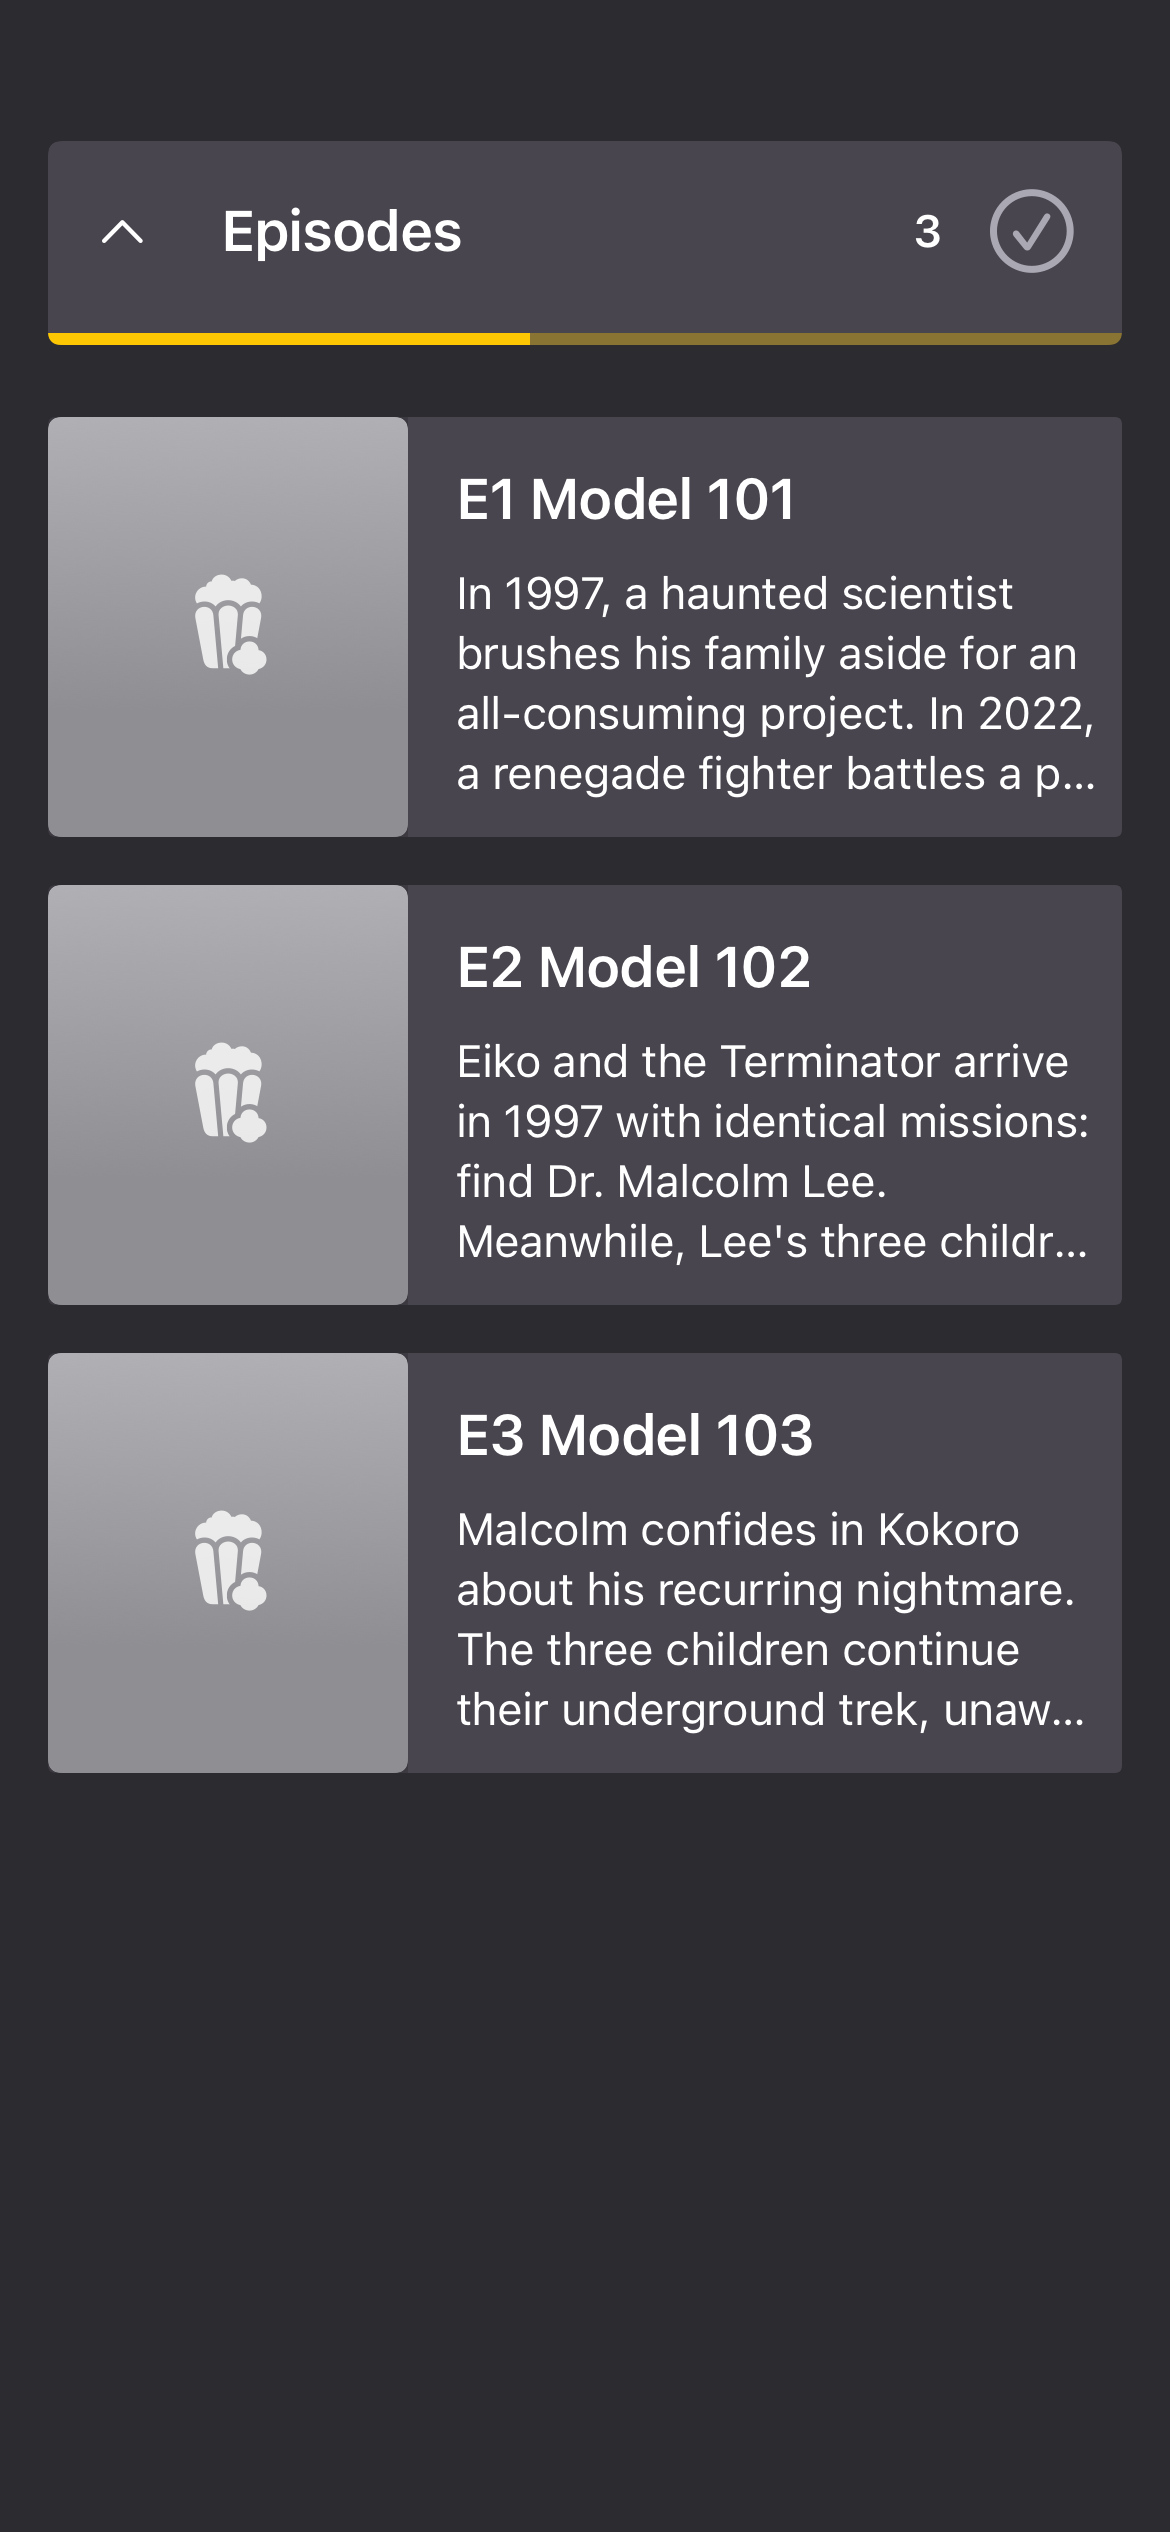 Episodes
3
E1 Model 101
In 1997, a haunted scientist
brushes his family aside for an
all-consuming project. In 2022,
a renegade fighter battles a p...
E2 Model 102
Eiko and the Terminator arrive
in 1997 with identical missions:
find Dr. Malcolm Lee.
Meanwhile, Lee's three childr...
E3 Model 103
Malcolm confides in Kokoro
about his recurring nightmare.
The three children continue
their underground trek, unaw...